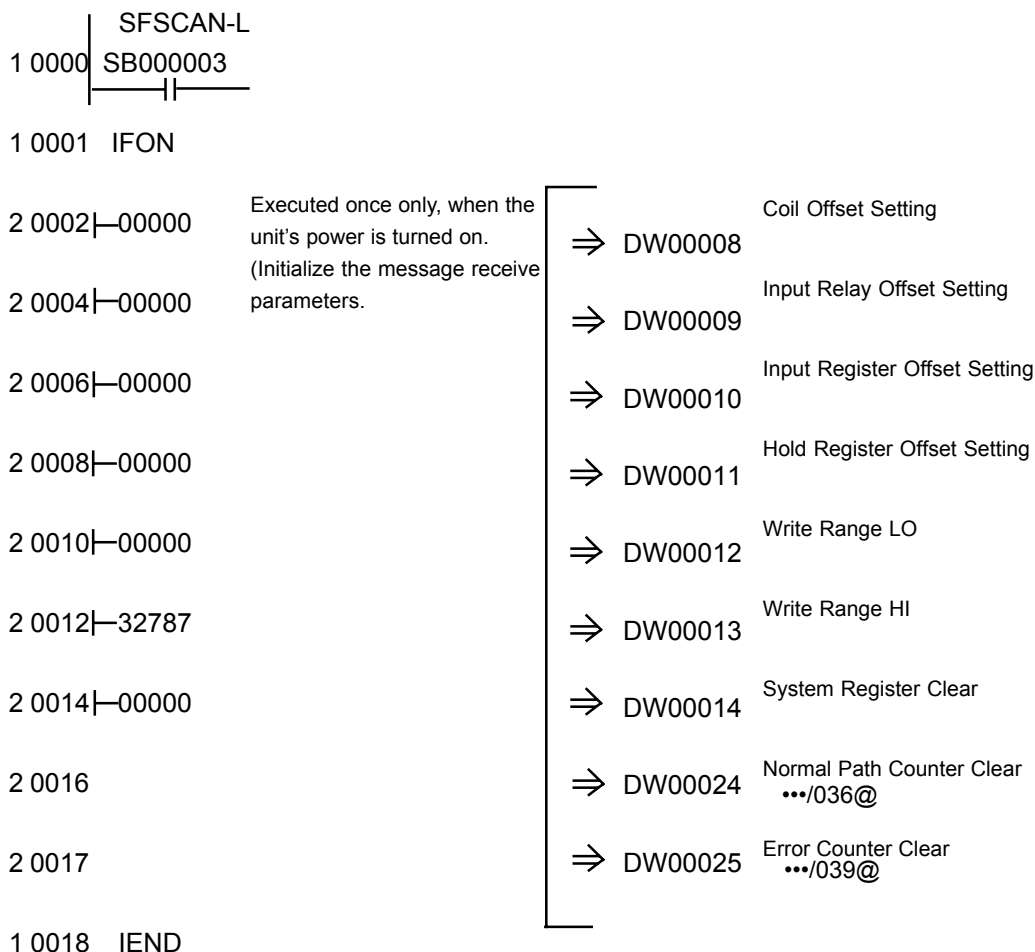 SFSCAN-L
1 0000 SB000003
1 0001 IFON
2 0002 00000
Executed once only, when the
unit's power is turned on.
(Initialize the message receive
parameters.
⇒ DW00008
Coil Offset Setting
2 0004 00000
⇒ DW00009
Input Relay Offset Setting
2 0006 00000
⇒ DW00010
Input Register Offset Setting
2 0008 00000
⇒ DW00011
Hold Register Offset Setting
2 0010 00000
⇒ DW00012
Write Range LO
2 0012 32787
⇒ DW00013
Write Range HI
2 0014 00000
⇒ DW00014
System Register Clear
2 0016
⇒ DW00024
Normal Path Counter Clear
•••/036@
2 0017
⇒ DW00025
Error Counter Clear
•••/039@
1 0018 IEND